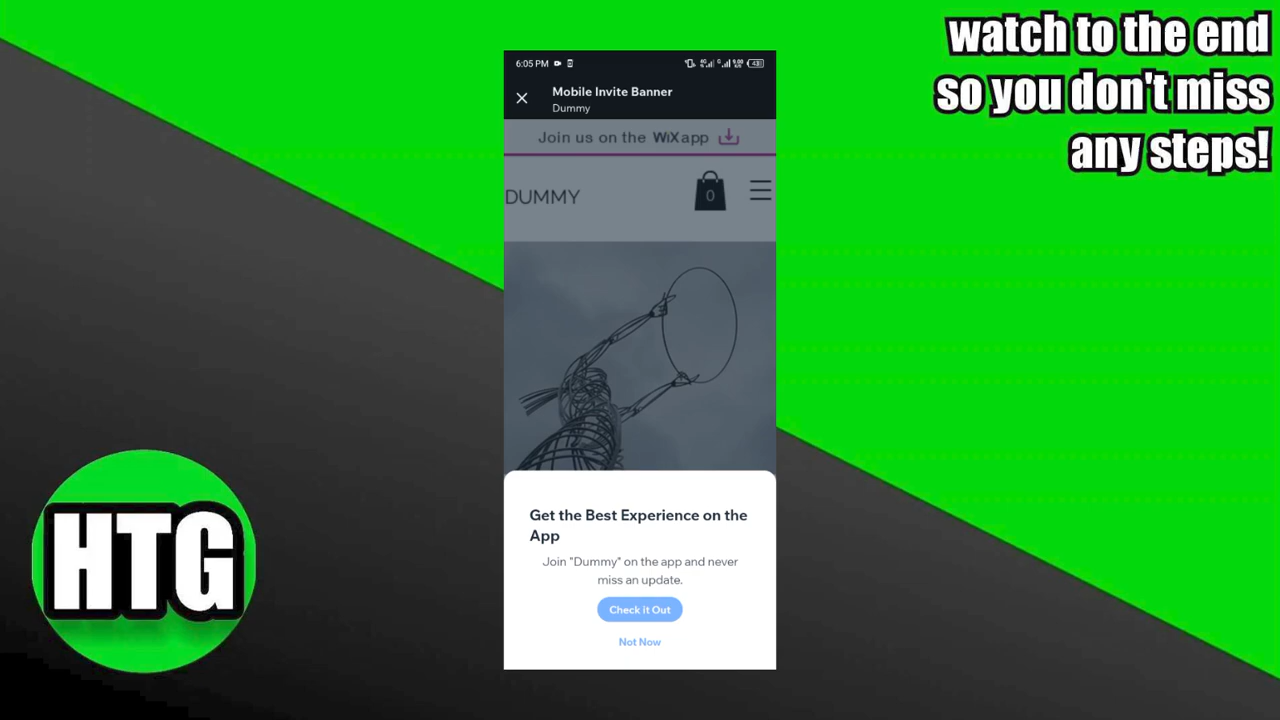 watch to the end
so you don't miss
any steps!
6:05 PM
Mobile Invite Banner
Dummy
Join us on the WiXapp
DUMMY
0
Get the Best Experience on the
App
Join "Dummy" on the app and never
miss an update.
Check it Out
Not Now
HTG